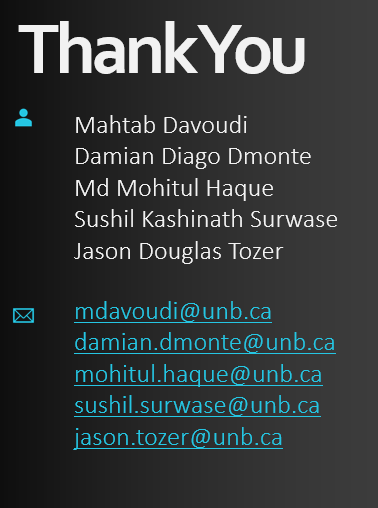 ThankYou
Mahtab Davoudi
Damian Diago Dmonte
Md Mohitul Haque
Sushil Kashinath Surwase
Jason Douglas Tozer
mdavoudi@unb.ca
damian.dmonte@unb.ca
mohitul.haque@unb.ca
sushil.surwase@unb.ca
jason.tozer@unb.ca